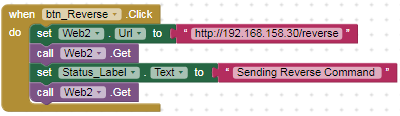 when btn_Reverse .Click
do set Web2 . Url to " http://192.168.158.30/reverse "
call Web2 .Get
set Status_Label . Text to " Sending Reverse Command "
call Web2 .Get